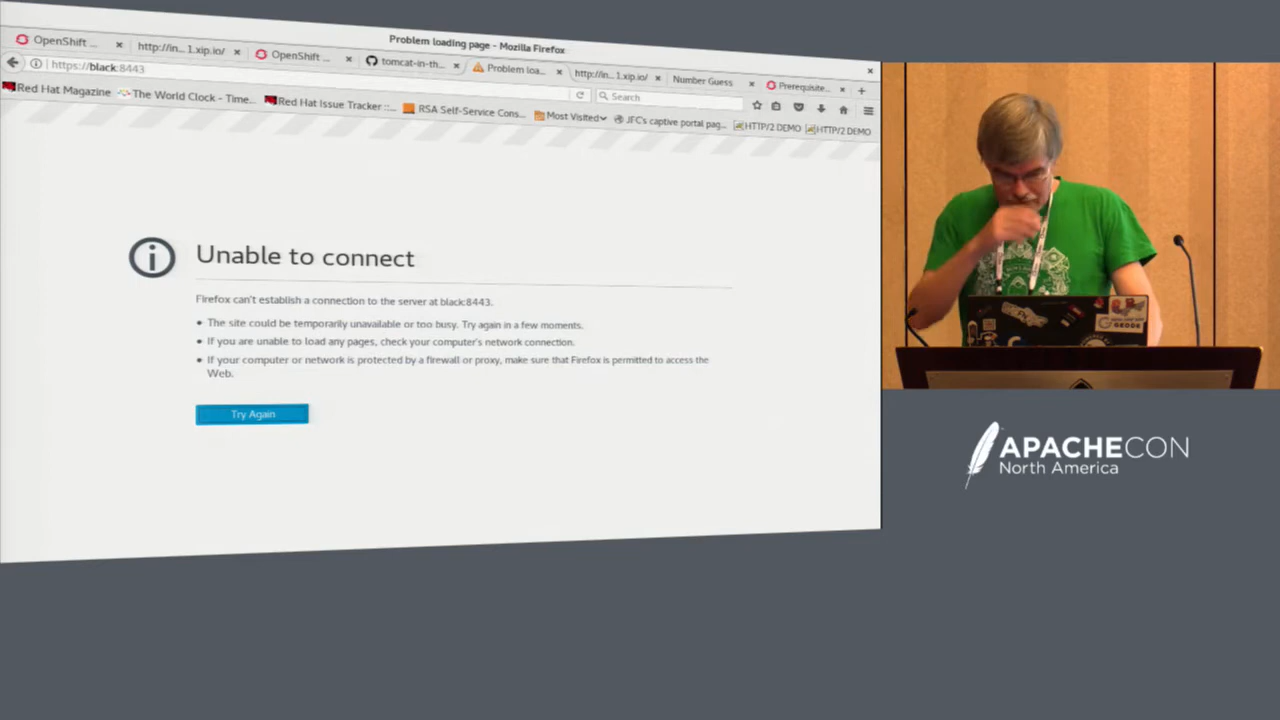 Problem loading page - Mozilla Firefox
OpenShift ...
http://in...1.xip.io/
OpenShift ...
tomcat-in-th...
Problem loa...
http://in...1.xip.io/
Number Guess
Prerequisite...
https://black:8443
Search
Red Hat Magazine
The World Clock - Time...
Red Hat Issue Tracker ::...
RSA Self-Service Cons...
Most Visited
JFC's captive portal pag...
HTTP/2 DEMO
HTTP/2 DEMO
Unable to connect
Firefox can't establish a connection to the server at black:8443.
The site could be temporarily unavailable or too busy. Try again in a few moments.
If you are unable to load any pages, check your computer's network connection.
If your computer or network is protected by a firewall or proxy, make sure that Firefox is permitted to access the
Web.
Try Again
GEODE
APACHECON
North America